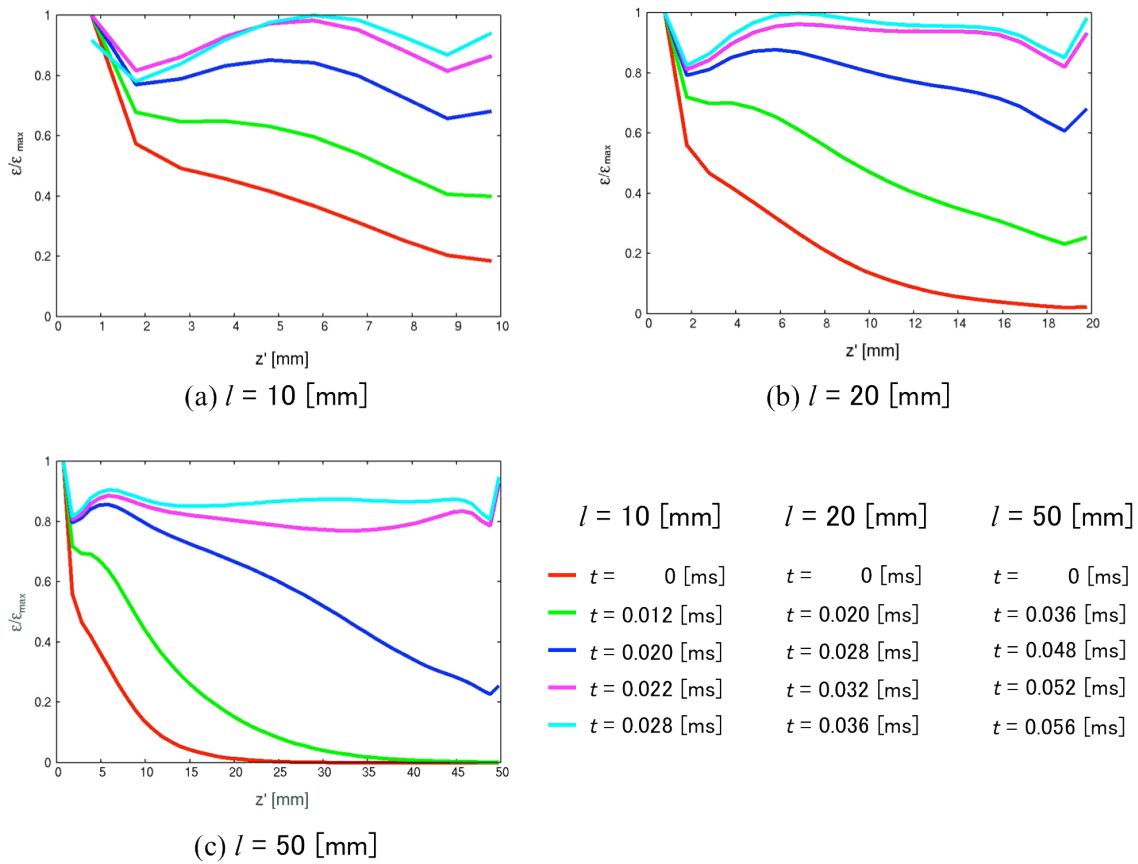 1
0.8
0.6
0.4
0.2
0
ε/ε max
0 1 2 3 4 5 6 7 8 9 10
z' [mm]
(a) l = 10 [mm]
1
0.8
0.6
0.4
0.2
0
ε/ε max
0 2 4 6 8 10 12 14 16 18 20
z' [mm]
(b) l = 20 [mm]
1
0.8
0.6
0.4
0.2
0
ε/ε max
0 5 10 15 20 25 30 35 40 45 50
z' [mm]
(c) l = 50 [mm]
l = 10 [mm] l = 20 [mm] l = 50 [mm]
t = 0 [ms] t = 0 [ms] t = 0 [ms]
t = 0.012 [ms] t = 0.020 [ms] t = 0.036 [ms]
t = 0.020 [ms] t = 0.028 [ms] t = 0.048 [ms]
t = 0.022 [ms] t = 0.032 [ms] t = 0.052 [ms]
t = 0.028 [ms] t = 0.036 [ms] t = 0.056 [ms]